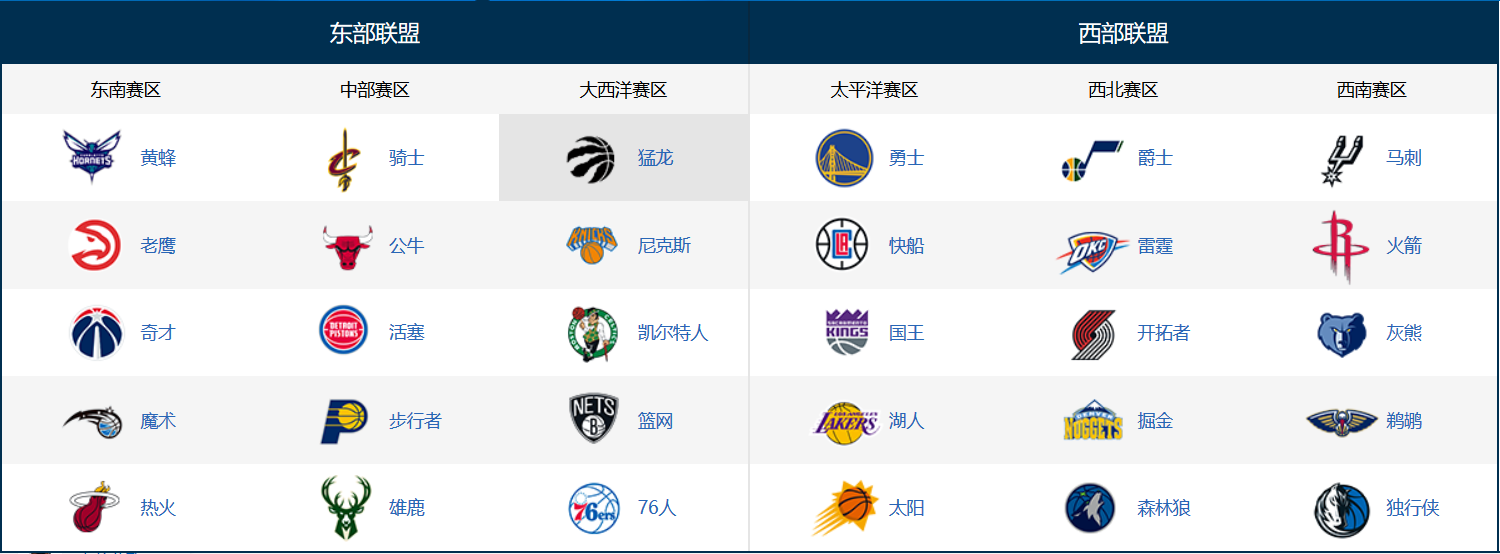 东部联盟 西部联盟
东南赛区 中部赛区 大西洋赛区 太平洋赛区 西北赛区 西南赛区
HORNETS 黄蜂 骑士 猛龙 勇士 爵士 马刺
老鹰 公牛 KNICKS 尼克斯 LA 快船 OKC 雷霆 R 火箭
奇才 DETROIT PISTONS 活塞 凯尔特人 SACRAMENTO KINGS 国王 开拓者 灰熊
魔术 步行者 NETS B 篮网 LAKERS 湖人 DENVER NUGGETS 掘金 鹈鹕
热火 雄鹿 76ers 76人 太阳 森林狼 独行侠